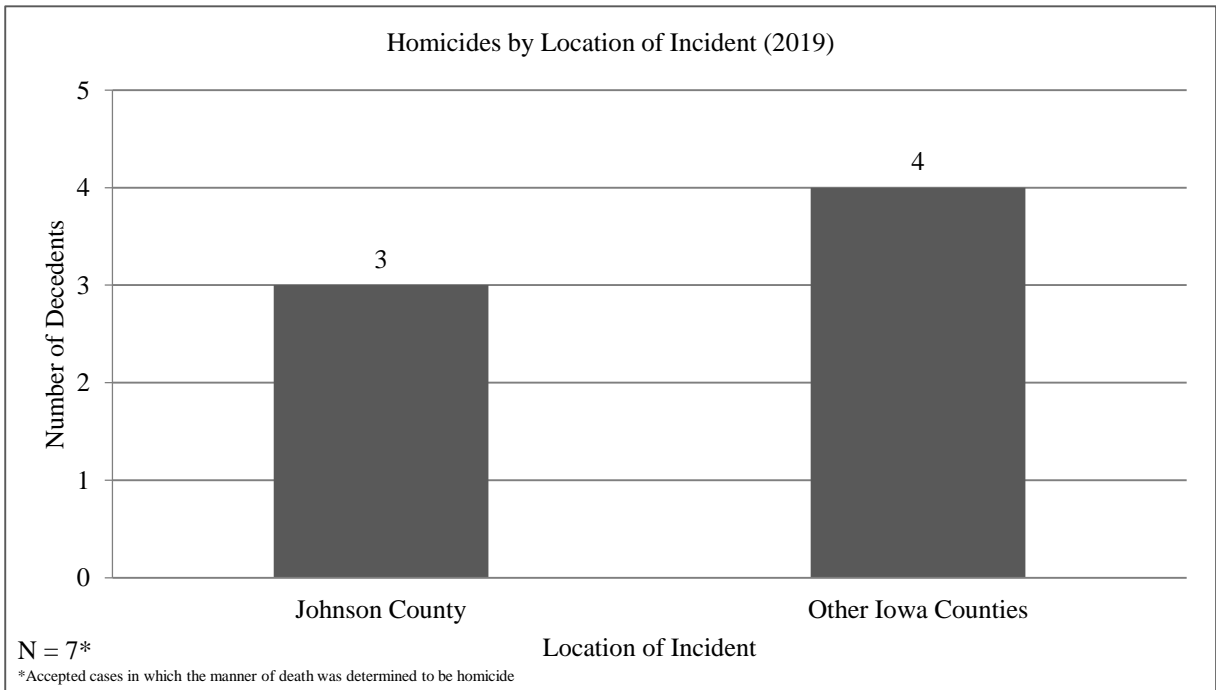 Homicides by Location of Incident (2019)
5
4
3
2
1
0
Number of Decedents
3
4
Johnson County
Other Iowa Counties
Location of Incident
N = 7*
*Accepted cases in which the manner of death was determined to be homicide